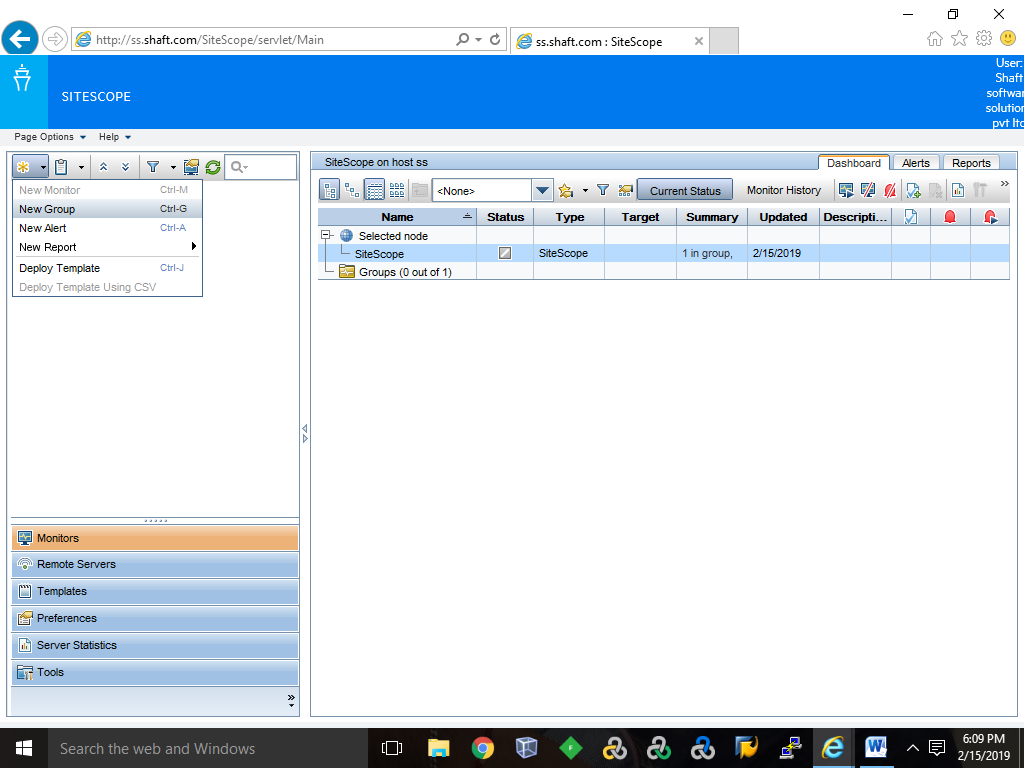 http://ss.shaft.com/SiteScope/servlet/Main
ss.shaft.com : SiteScope
SITESCOPE
User:
Shaft
softwar
solution
pvt ltd
Page Options
Help
<None>
SiteScope on host ss
Dashboard
Alerts
Reports
Current Status
Monitor History
New Monitor Ctrl-M
New Group Ctrl-G
New Alert Ctrl-A
New Report
Deploy Template Ctrl-J
Deploy Template Using CSV
Name Status Type Target Summary Updated Descripti...
Selected node
SiteScope SiteScope 1 in group, 2/15/2019
Groups (0 out of 1)
Monitors
Remote Servers
Templates
Preferences
Server Statistics
Tools
Search the web and Windows
6:09 PM
2/15/2019